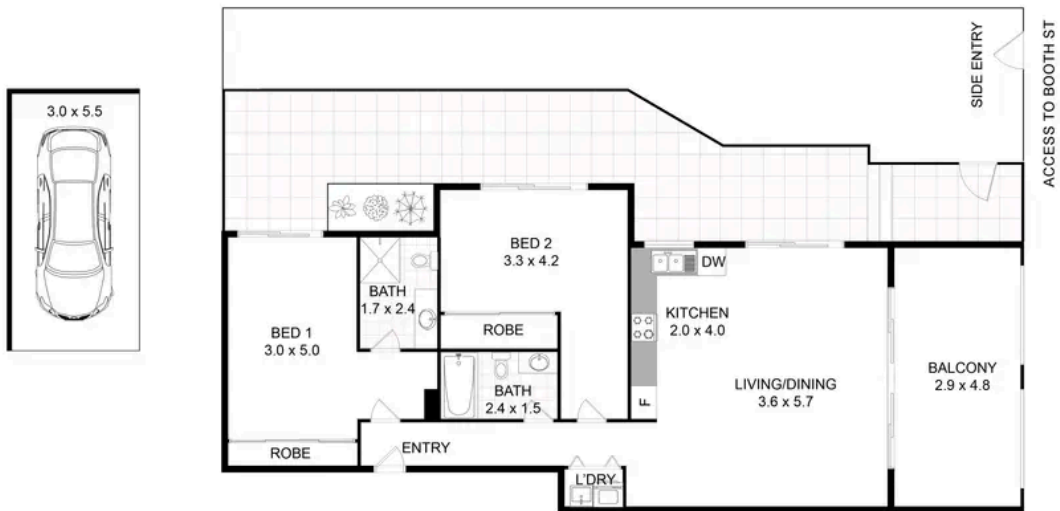 3.0 x 5.5
SIDE ENTRY
ACCESS TO BOOTH ST
BED 2
3.3 x 4.2
DW
BATH
1.7 x 2.4
KITCHEN
2.0 x 4.0
BED 1
3.0 x 5.0
ROBE
BALCONY
2.9 x 4.8
LIVING/DINING
3.6 x 5.7
BATH
2.4 x 1.5
F
ENTRY
ROBE
L'DRY